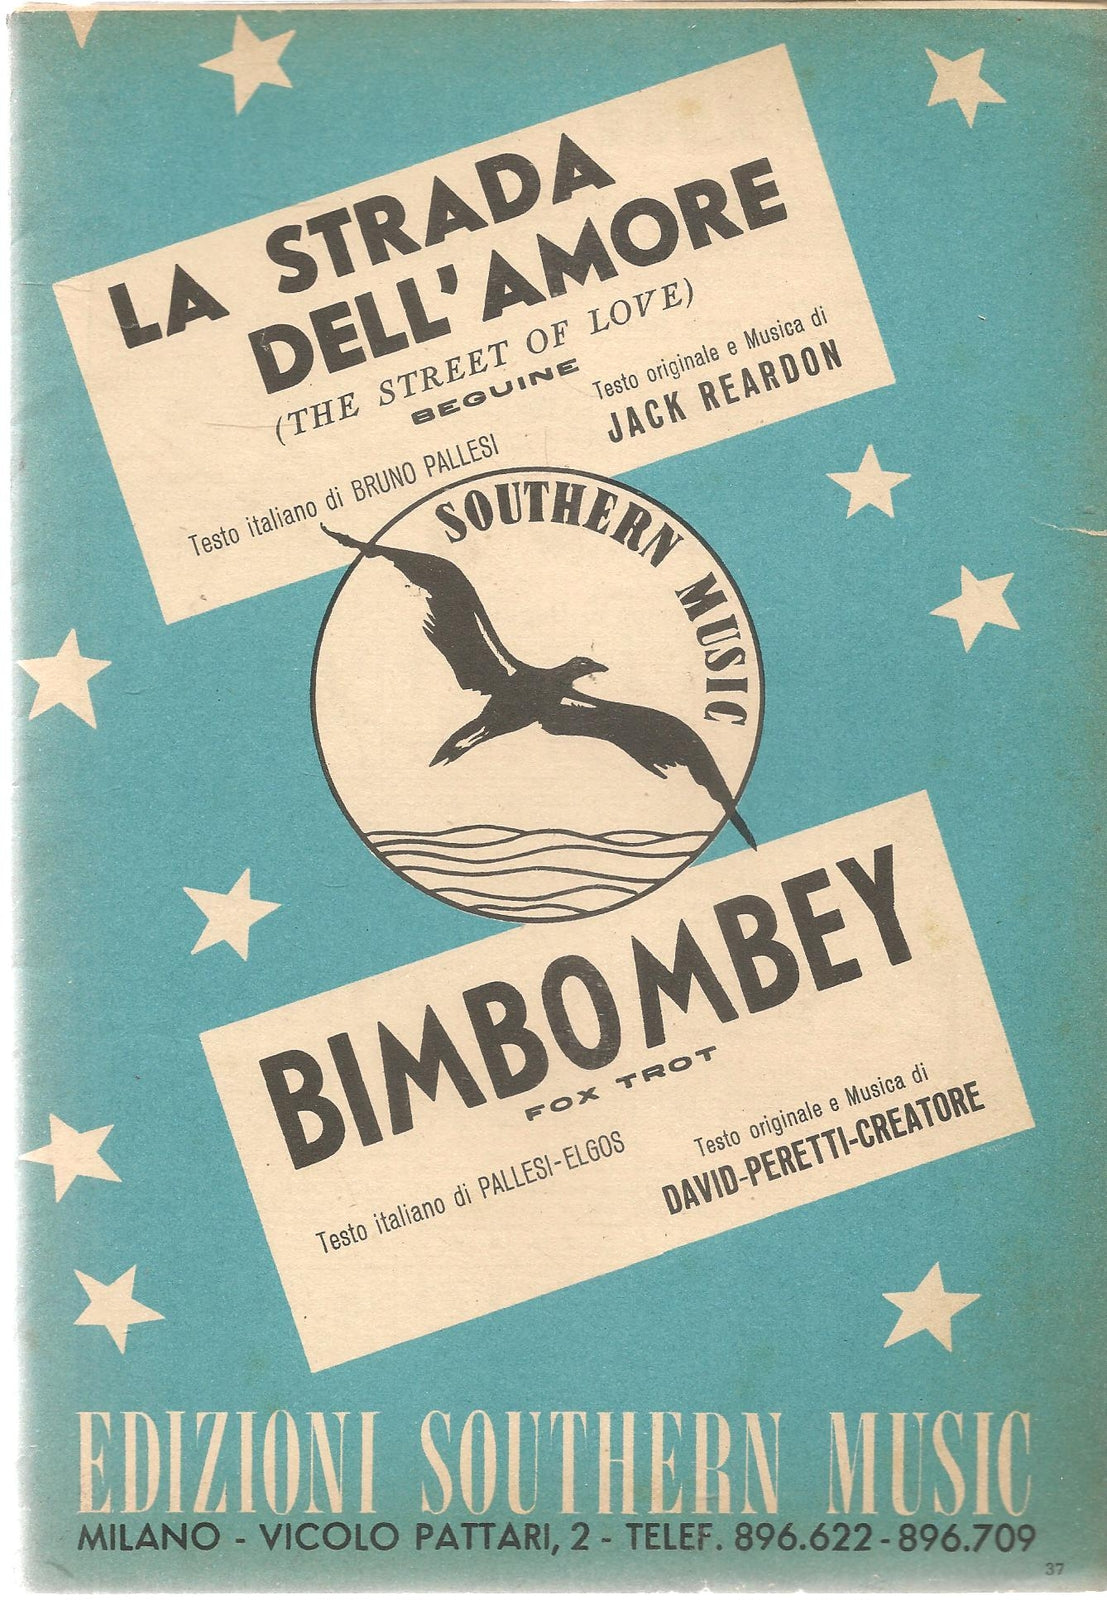 LA STRADA
DELL'AMORE
(THE STREET OF LOVE)
BEGUINE
Testo italiano di BRUNO PALLESI
Testo originale e Musica di
JACK REARDON
SOUTHERN MUSIC
BIMBOMBEY
FOX TROT
Testo italiano di PALLESI-ELGOS
Testo originale e Musica di
DAVID-PERETTI-CREATORE
EDIZIONI SOUTHERN MUSIC
MILANO - VICOLO PATTARI, 2 - TELEF. 896.622 - 896.709
37